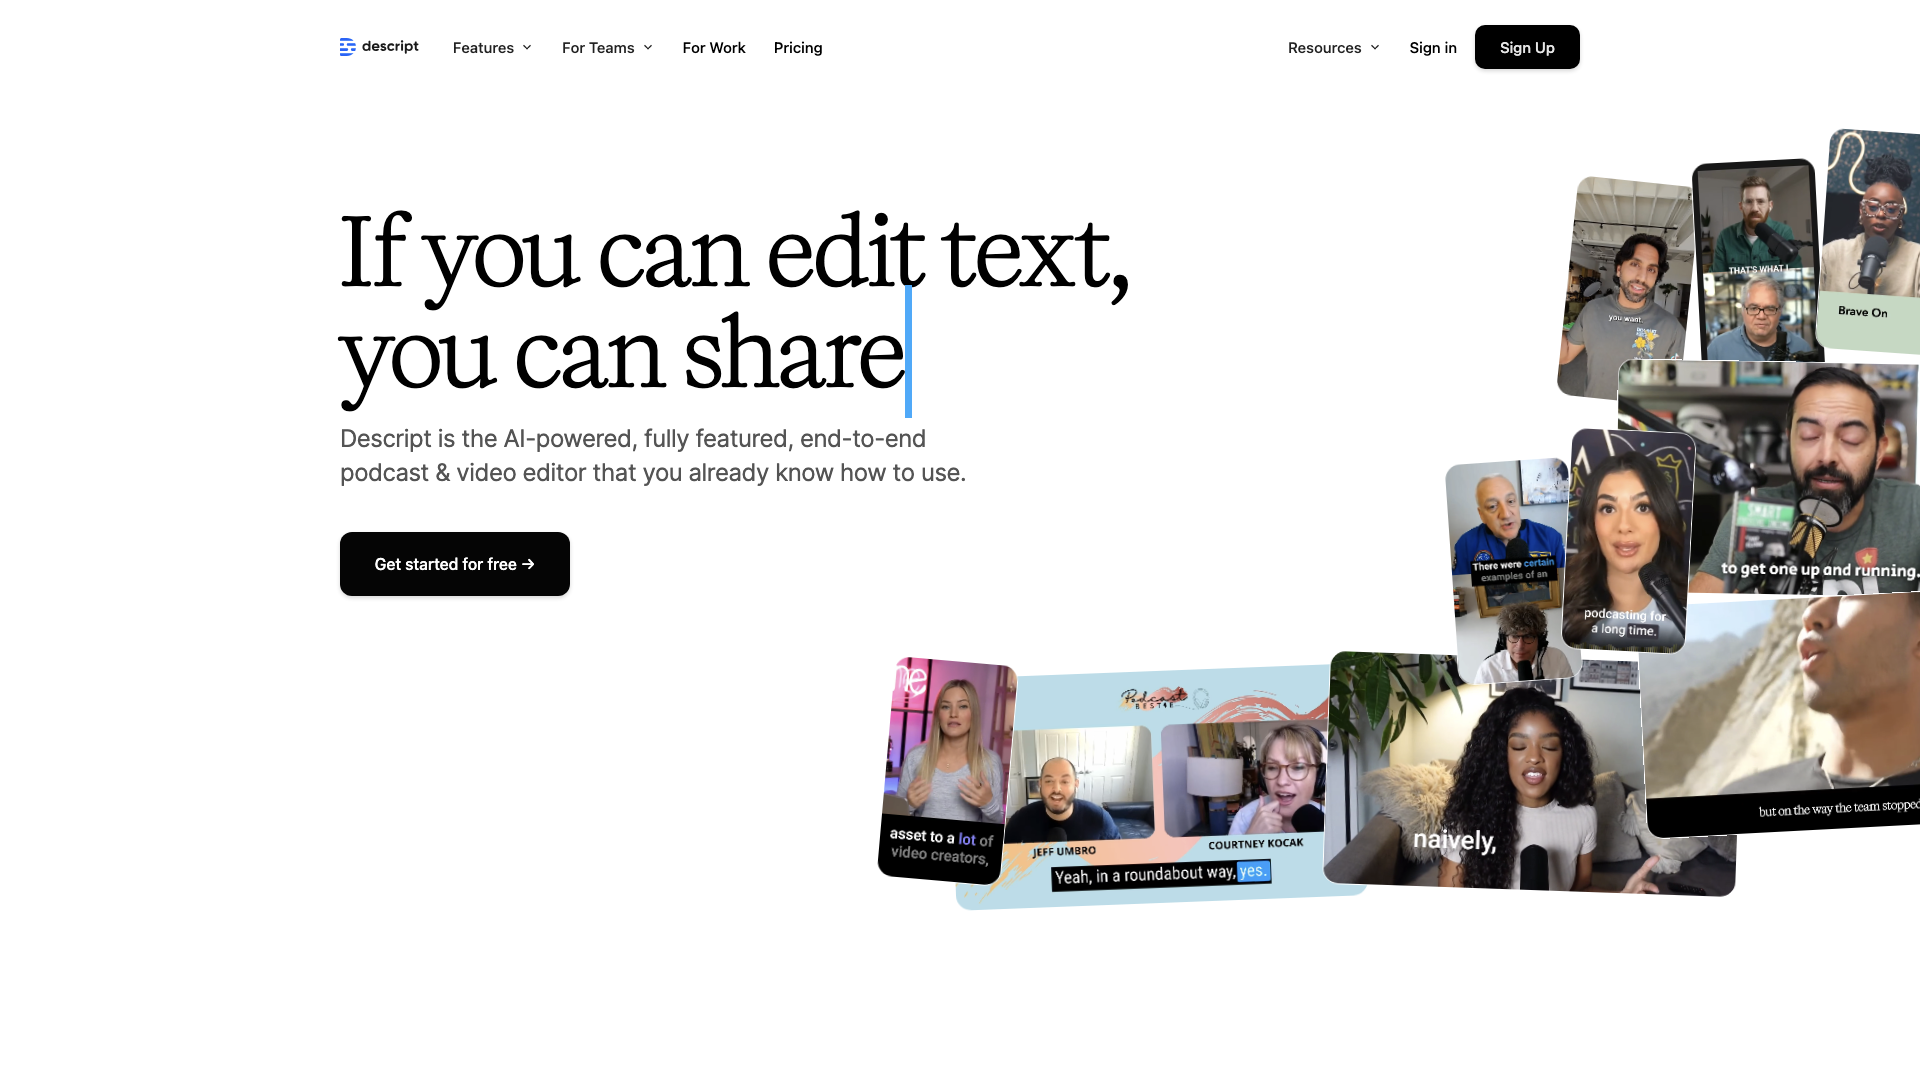 descript
Features
For Teams
For Work
Pricing
Resources
Sign in
Sign Up
If you can edit text,
you can share
Descript is the AI-powered, fully featured, end-to-end
podcast & video editor that you already know how to use.
Get started for free →
you want.
THAT'S WHAT I
Brave On
to get one up and running.
There were certain
examples of an
podcasting for
a long time.
but on the way the team stopped
asset to a lot of
video creators,
Podcast
BESTIE
JEFF UMBRO
COURTNEY KOCAK
Yeah, in a roundabout way, yes.
naively,